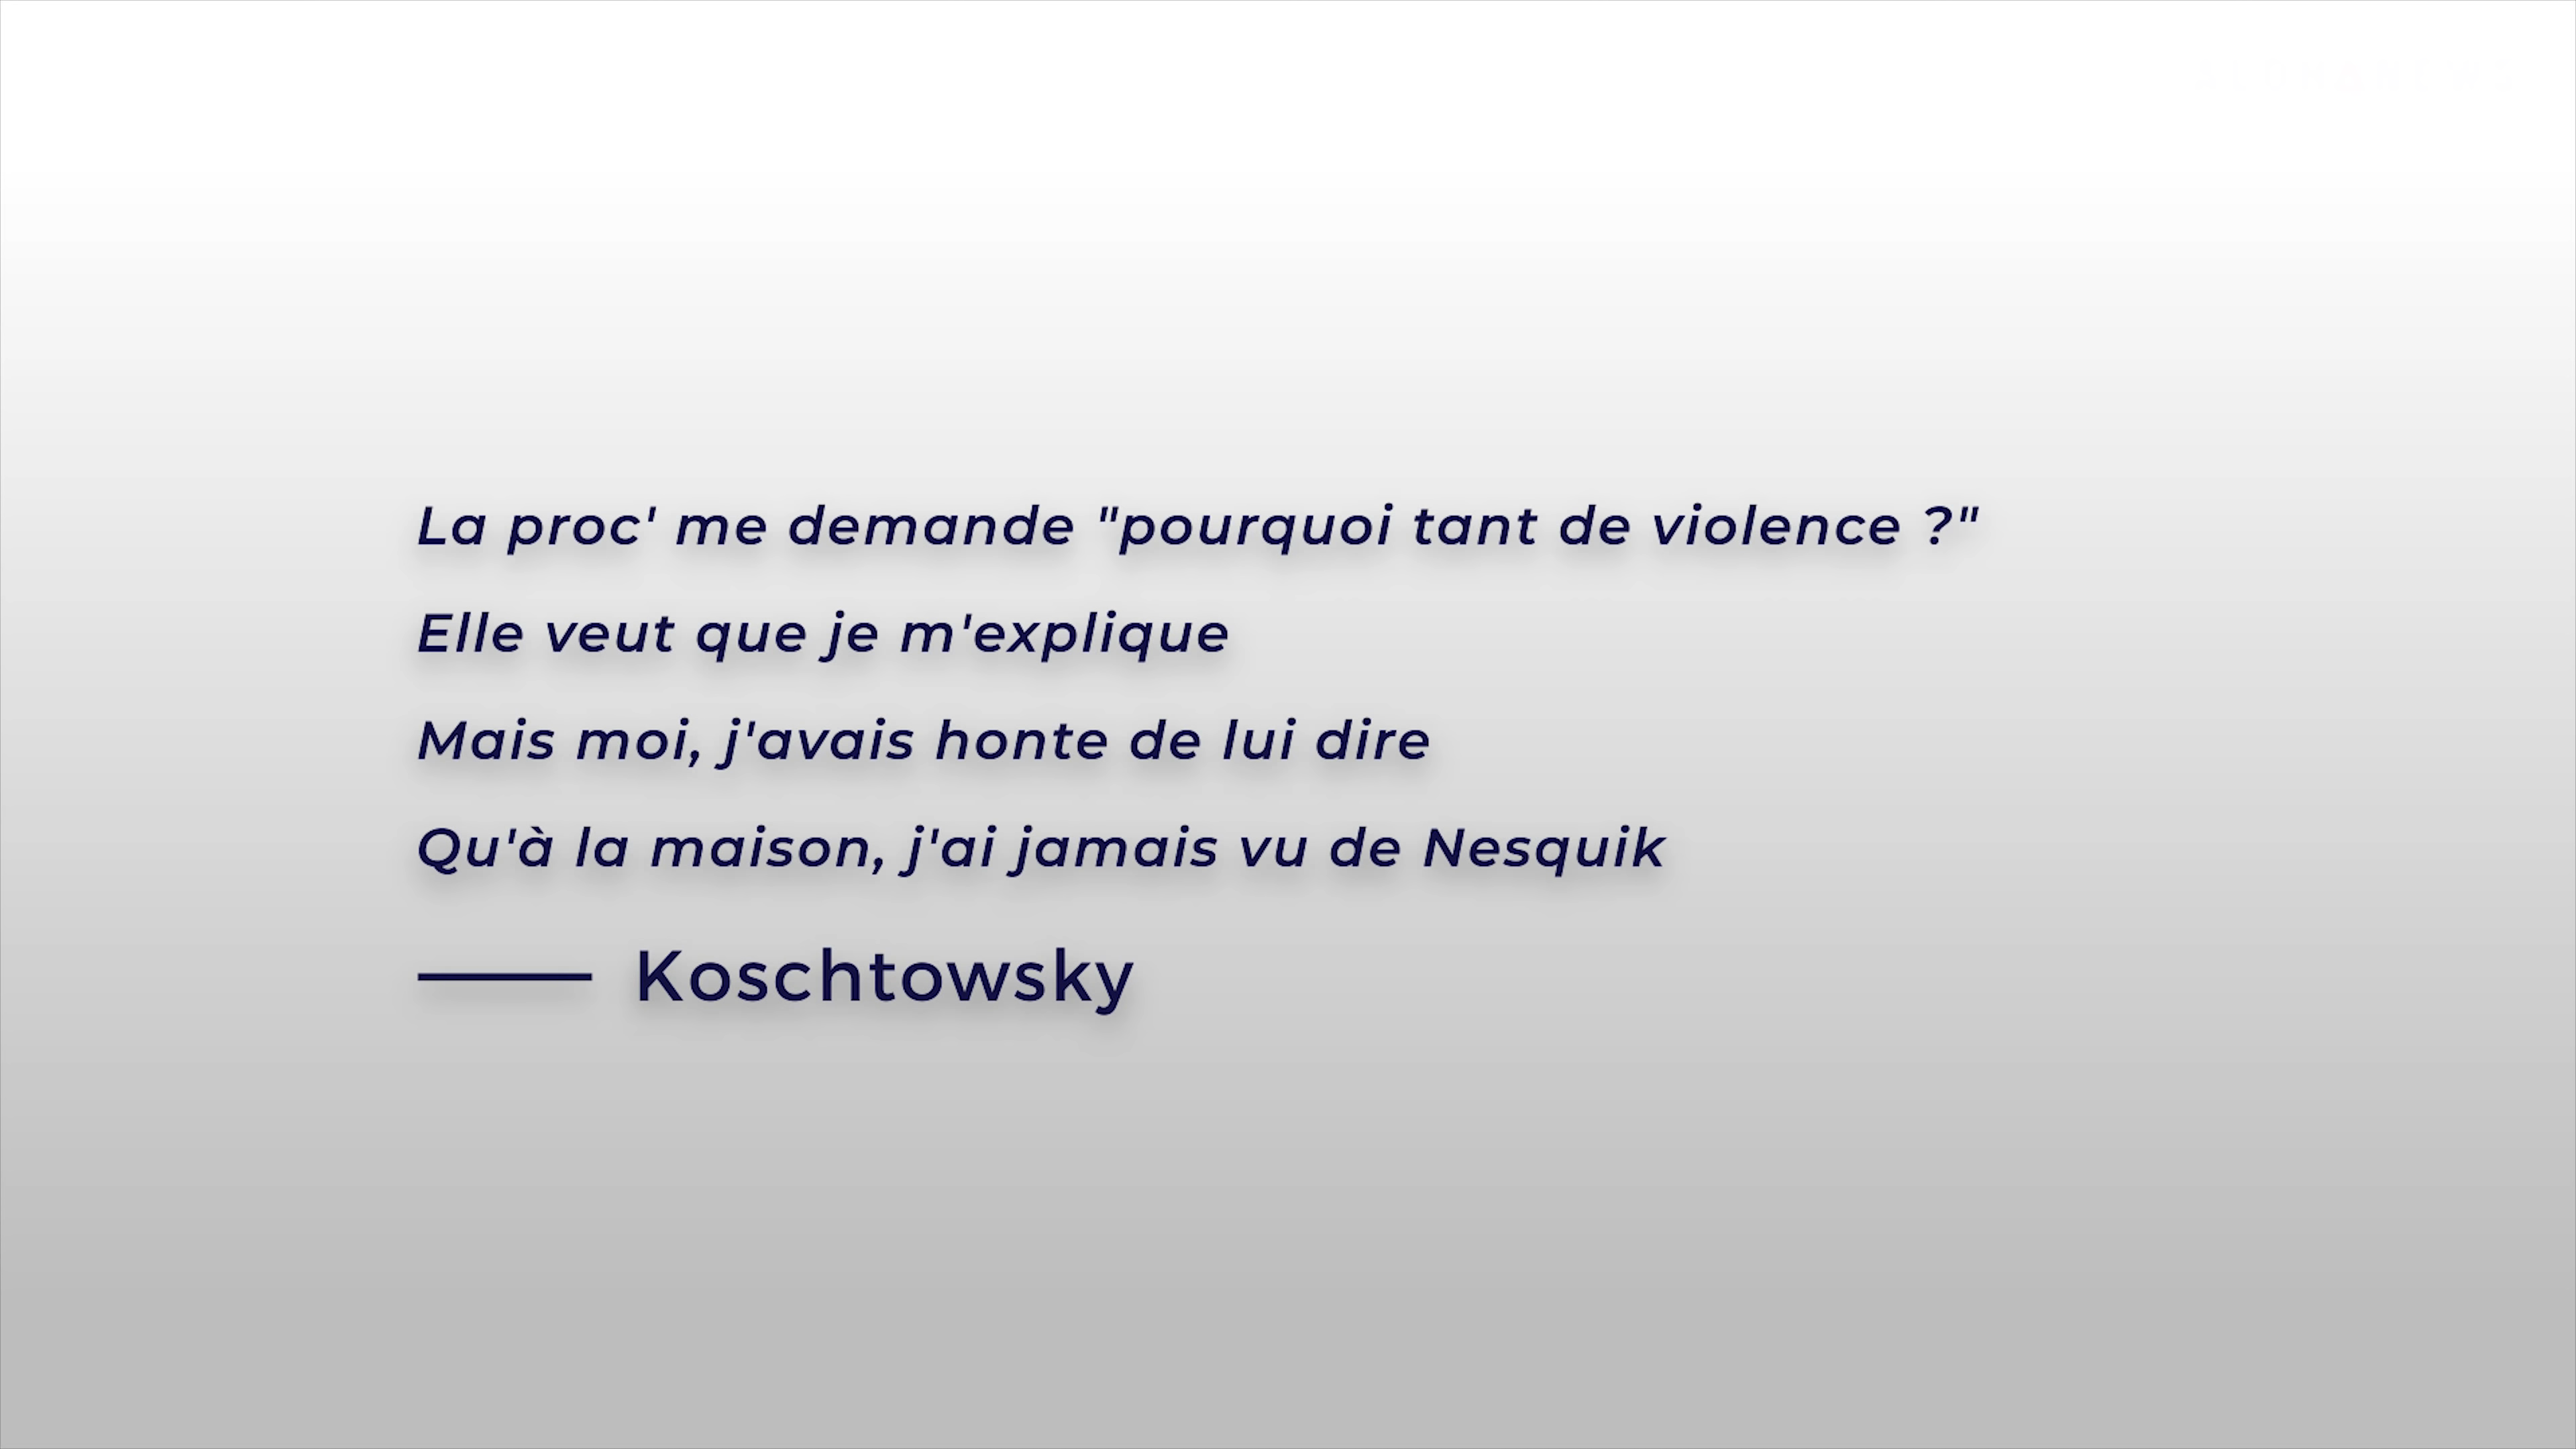 La proc' me demande "pourquoi tant de violence ?"
Elle veut que je m'explique
Mais moi, j'avais honte de lui dire
Qu'à la maison, j'ai jamais vu de Nesquik
— Koschtowsky